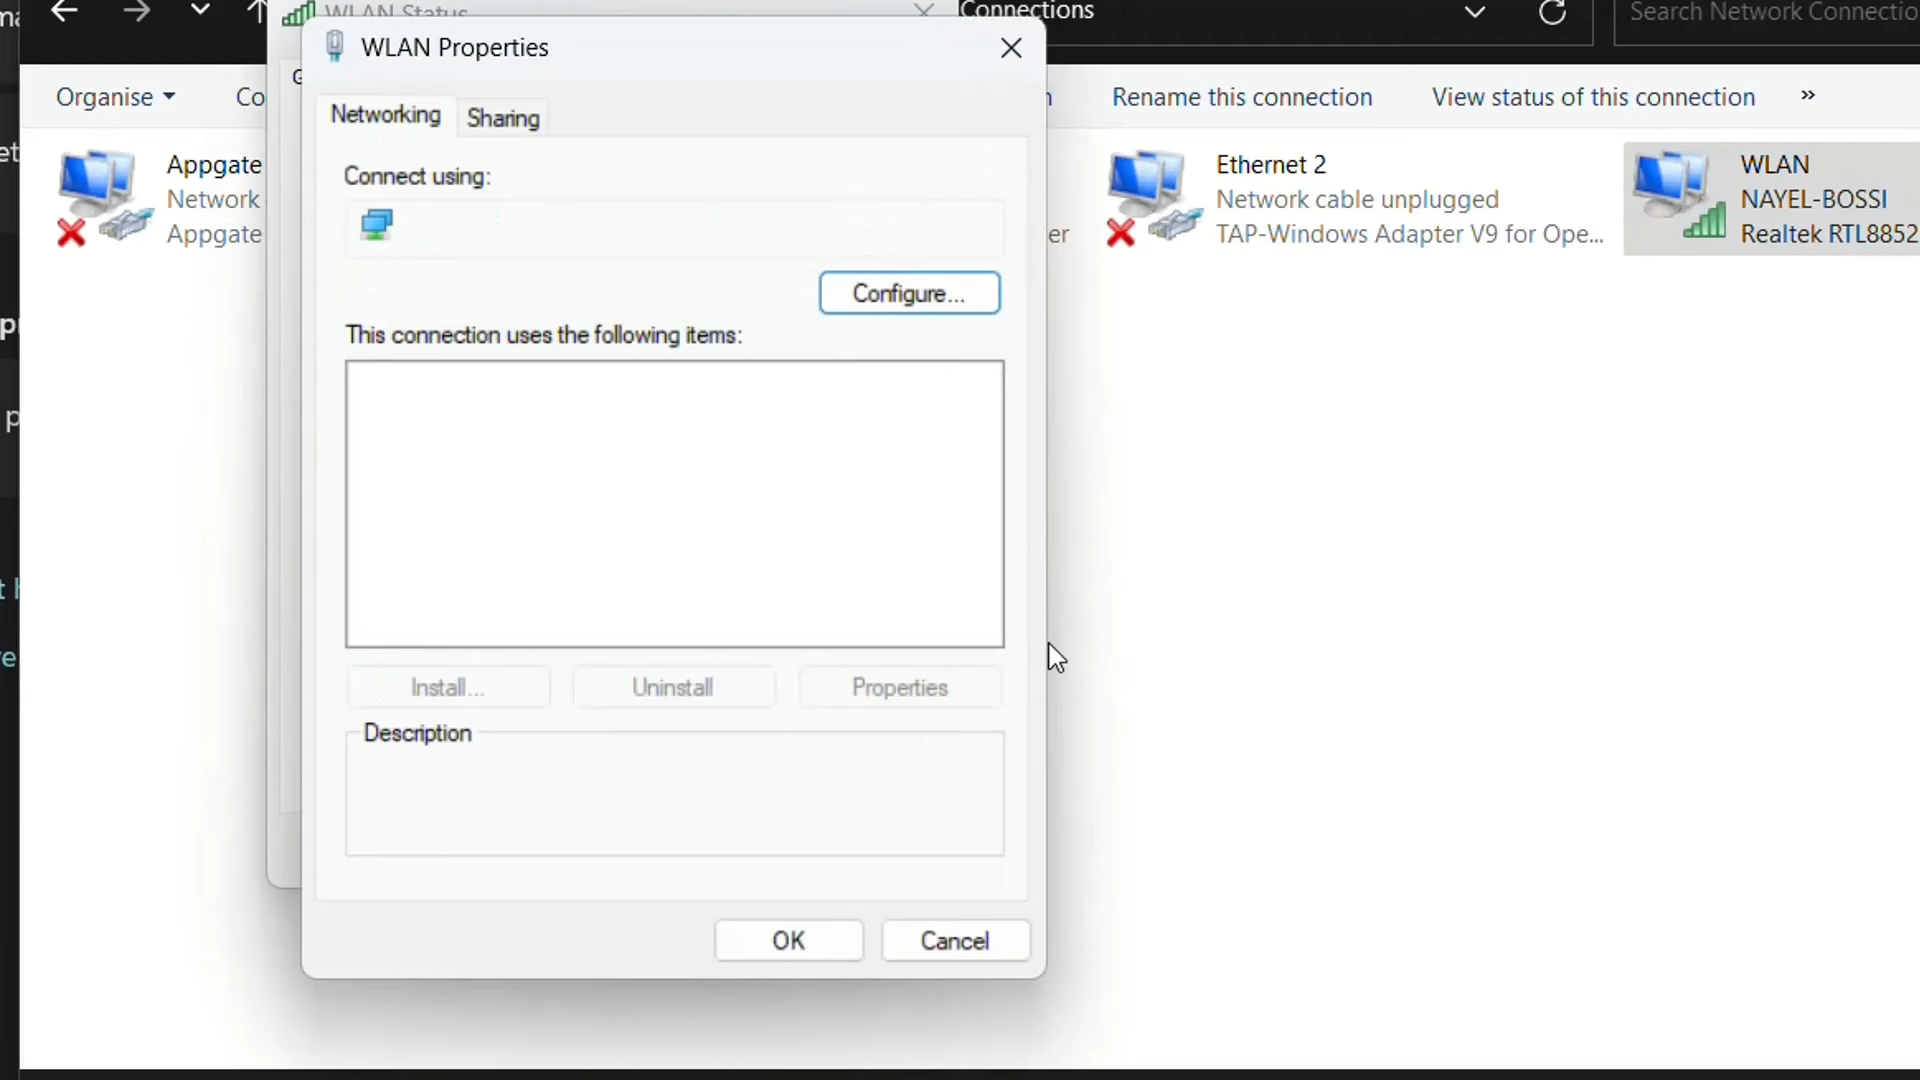 WLAN Status
Connections
Search Network Connectio
WLAN Properties
Organise
Co
Rename this connection
View status of this connection
»
Networking
Sharing
Appgate
Network
Appgate
Connect using:
Configure...
This connection uses the following items:
Install...
Uninstall
Properties
Description
OK
Cancel
er
Ethernet 2
Network cable unplugged
TAP-Windows Adapter V9 for Ope...
WLAN
NAYEL-BOSSI
Realtek RTL8852